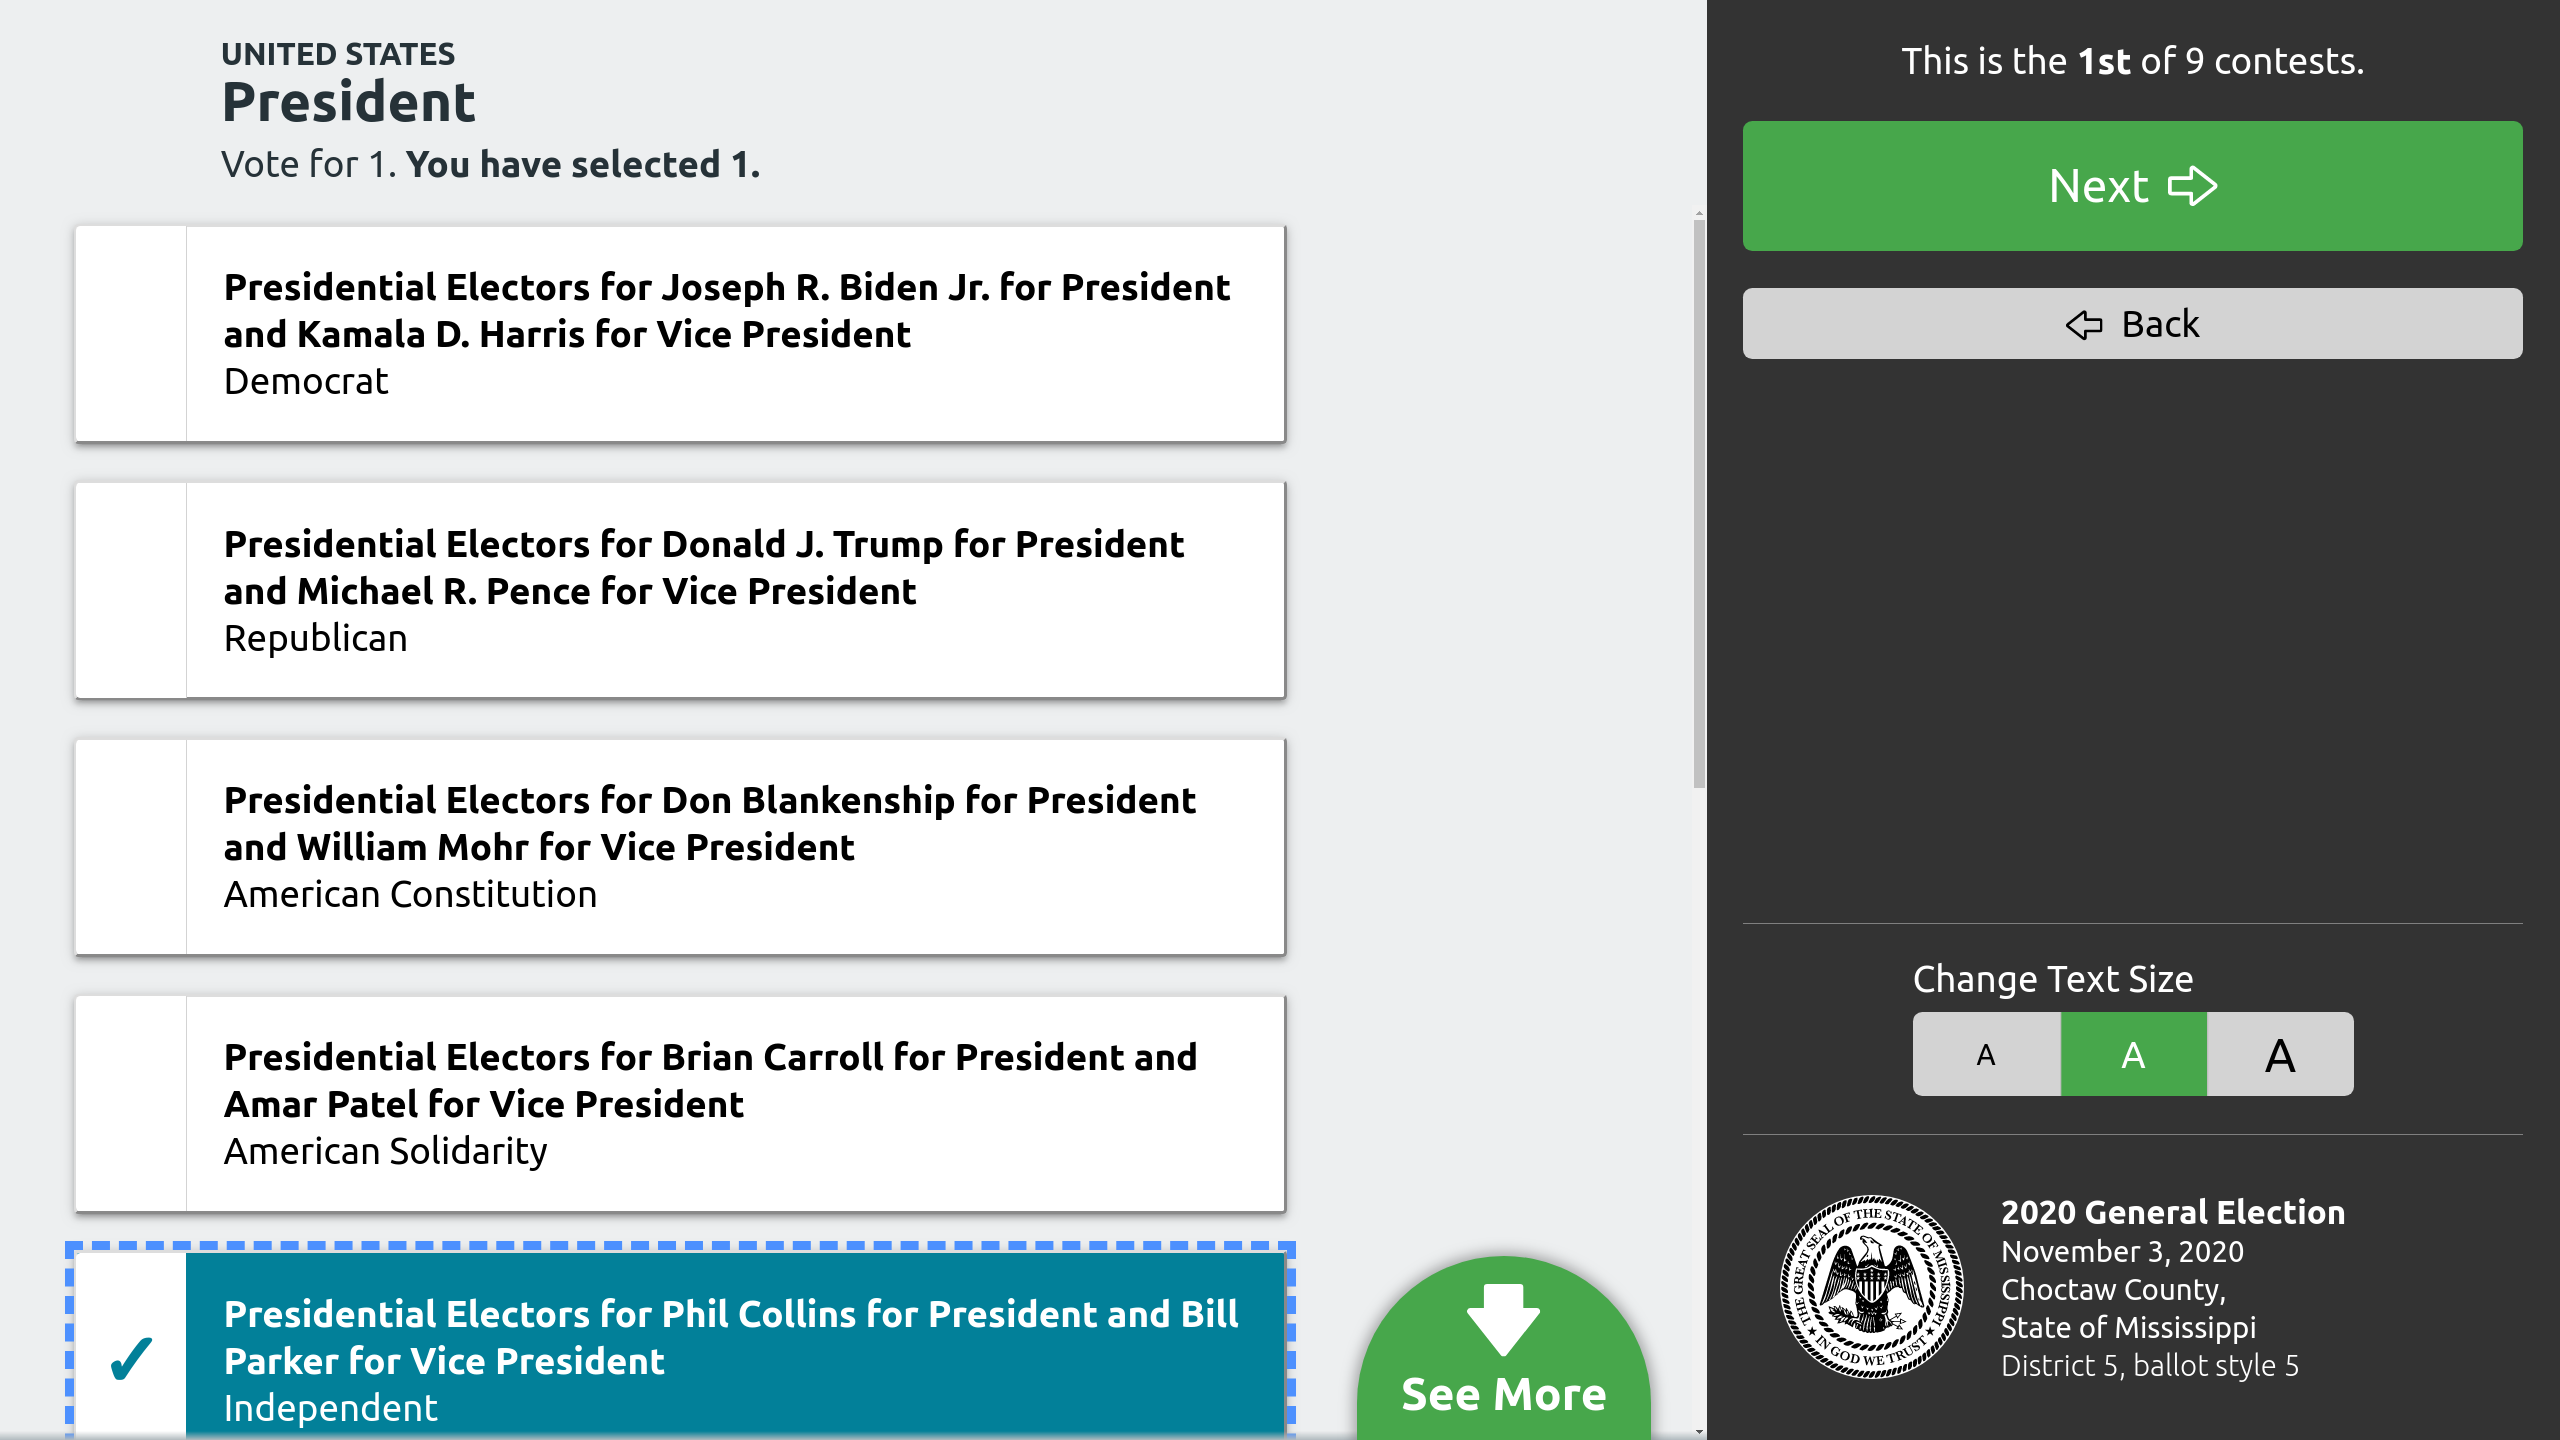 UNITED STATES
President
Vote for 1. You have selected 1.
Presidential Electors for Joseph R. Biden Jr. for President
and Kamala D. Harris for Vice President
Democrat
Presidential Electors for Donald J. Trump for President
and Michael R. Pence for Vice President
Republican
Presidential Electors for Don Blankenship for President
and William Mohr for Vice President
American Constitution
Presidential Electors for Brian Carroll for President and
Amar Patel for Vice President
American Solidarity
Presidential Electors for Phil Collins for President and Bill
Parker for Vice President
Independent
See More
This is the 1st of 9 contests.
Next
Back
Change Text Size
A A A
THE GREAT SEAL OF THE STATE OF MISSISSIPPI
IN GOD WE TRUST
2020 General Election
November 3, 2020
Choctaw County,
State of Mississippi
District 5, ballot style 5